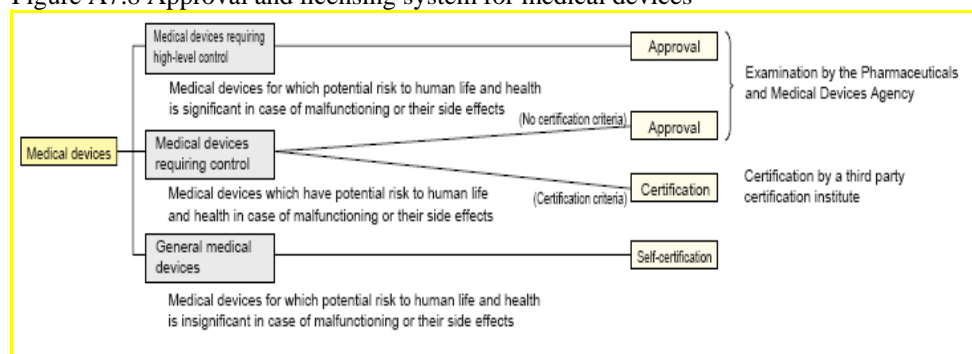 Figure A7.8 Approval and licensing system for medical devices
Medical devices requiring
high-level control
Approval
Medical devices for which potential risk to human life and health
is significant in case of malfunctioning or their side effects
Examination by the Pharmaceuticals
and Medical Devices Agency
(No certification criteria)
Approval
Medical devices
Medical devices
requiring control
Medical devices which have potential risk to human life
and health in case of malfunctioning or their side effects
(Certification criteria)
Certification
Certification by a third party
certification institute
General medical
devices
Self-certification
Medical devices for which potential risk to human life and health
is insignificant in case of malfunctioning or their side effects